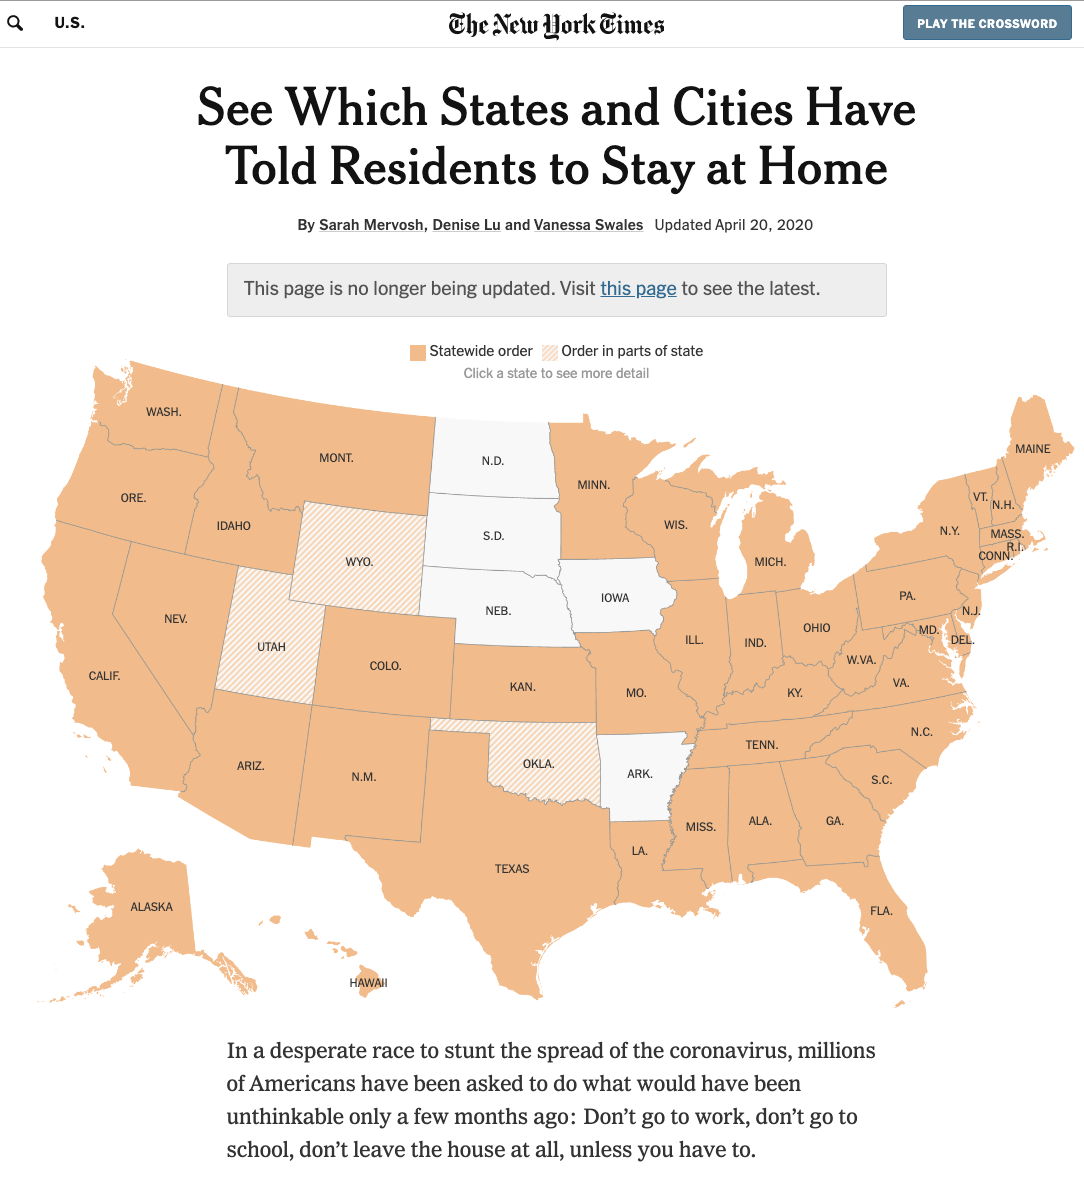 U.S.
The New York Times
PLAY THE CROSSWORD
See Which States and Cities Have
Told Residents to Stay at Home
By Sarah Mervosh, Denise Lu and Vanessa Swales Updated April 20, 2020
This page is no longer being updated. Visit this page to see the latest.
Statewide order Order in parts of state
Click a state to see more detail
WASH.
MONT.
N.D.
MINN.
MAINE
ORE.
IDAHO
S.D.
WIS.
VT.
N.H.
N.Y.
MASS.
R.I.
CONN.
WYO.
MICH.
NEV.
UTAH
NEB.
IOWA
PA.
N.J.
CALIF.
COLO.
KAN.
MO.
ILL.
IND.
OHIO
MD.
DEL.
W.VA.
VA.
KY.
ARIZ.
N.M.
OKLA.
ARK.
TENN.
N.C.
S.C.
TEXAS
LA.
MISS.
ALA.
GA.
FLA.
ALASKA
HAWAII
In a desperate race to stunt the spread of the coronavirus, millions
of Americans have been asked to do what would have been
unthinkable only a few months ago: Don’t go to work, don’t go to
school, don’t leave the house at all, unless you have to.